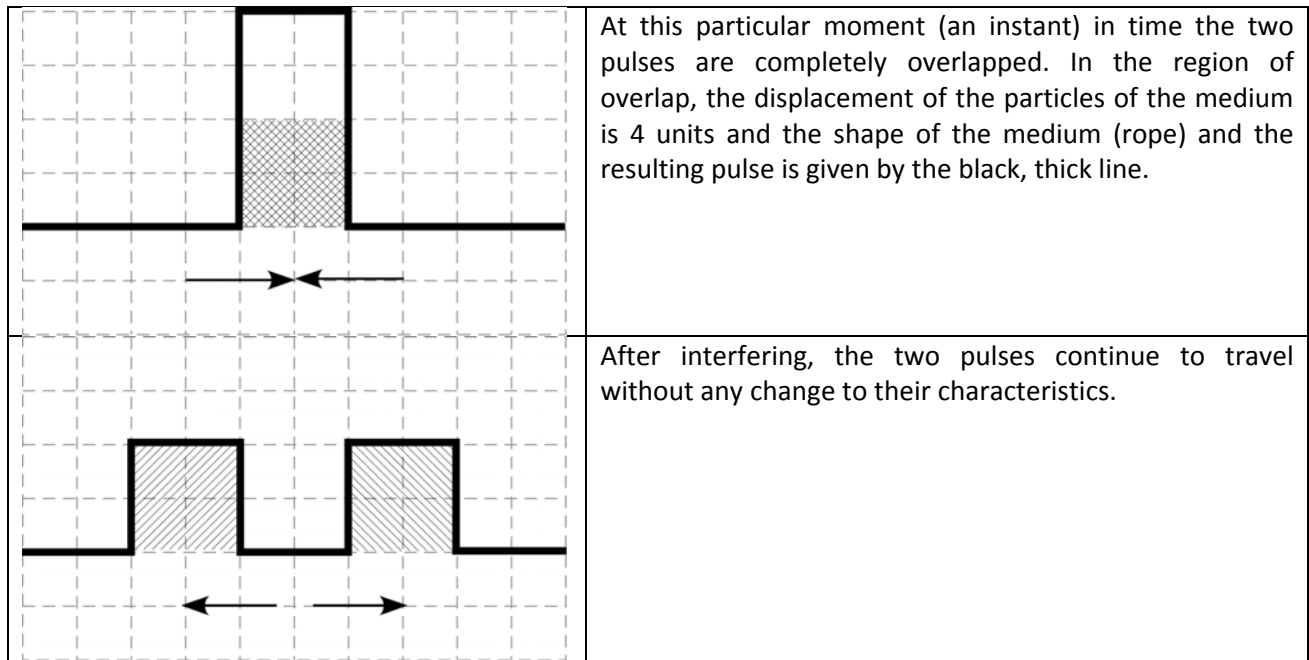 At this particular moment (an instant) in time the two
pulses are completely overlapped. In the region of
overlap, the displacement of the particles of the medium
is 4 units and the shape of the medium (rope) and the
resulting pulse is given by the black, thick line.
After interfering, the two pulses continue to travel
without any change to their characteristics.